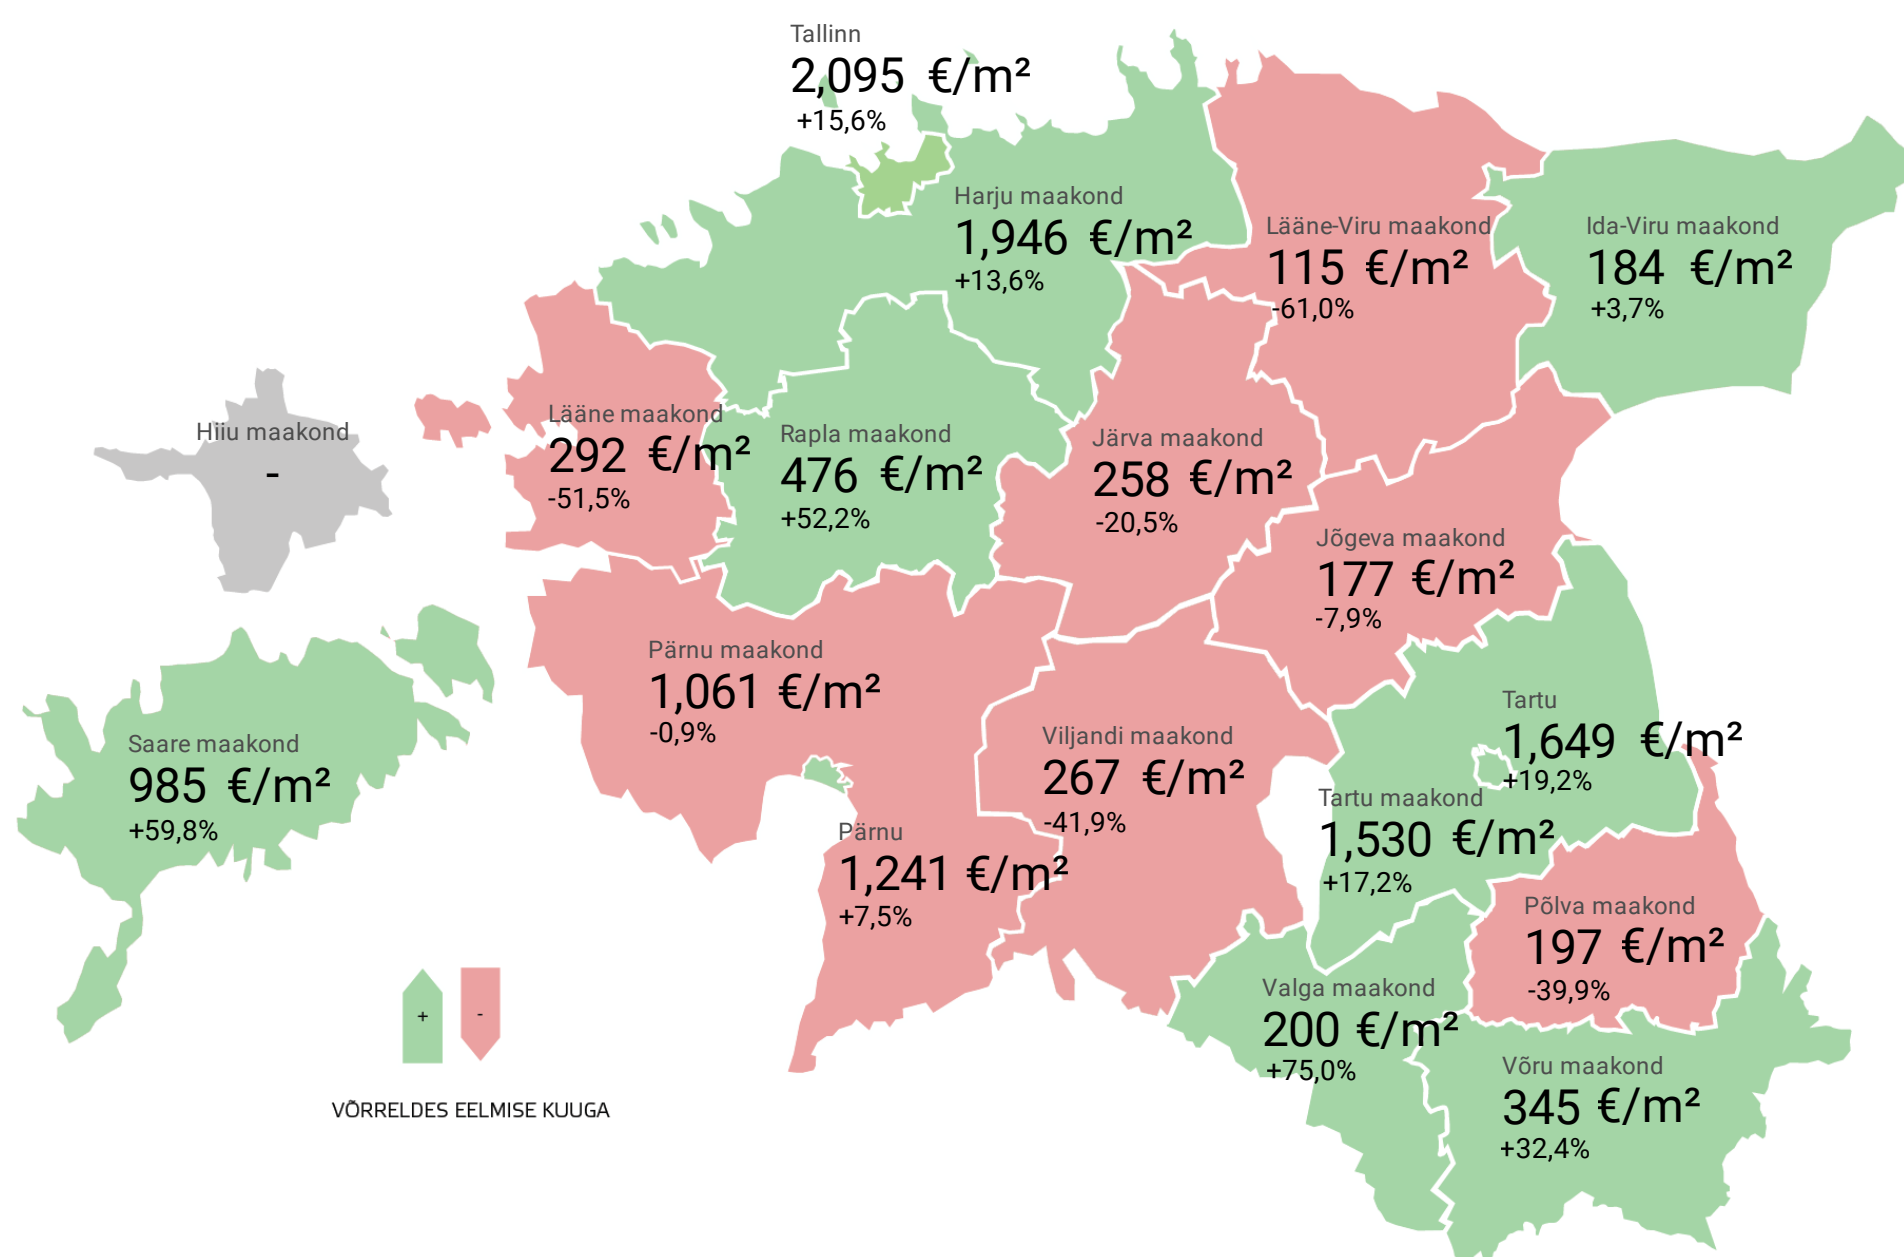 Tallinn
2,095 €/m²
+15,6%
Harju maakond
1,946 €/m²
+13,6%
Lääne-Viru maakond
115 €/m²
-61,0%
Ida-Viru maakond
184 €/m²
+3,7%
Hiiu maakond
-
Lääne maakond
292 €/m²
-51,5%
Rapla maakond
476 €/m²
+52,2%
Järva maakond
258 €/m²
-20,5%
Jõgeva maakond
177 €/m²
-7,9%
Saare maakond
985 €/m²
+59,8%
Pärnu maakond
1,061 €/m²
-0,9%
Pärnu
1,241 €/m²
+7,5%
Viljandi maakond
267 €/m²
-41,9%
Tartu
1,649 €/m²
+19,2%
Tartu maakond
1,530 €/m²
+17,2%
Põlva maakond
197 €/m²
-39,9%
Valga maakond
200 €/m²
+75,0%
Võru maakond
345 €/m²
+32,4%
+ -
VÕRRELDES EELMISE KUUGA